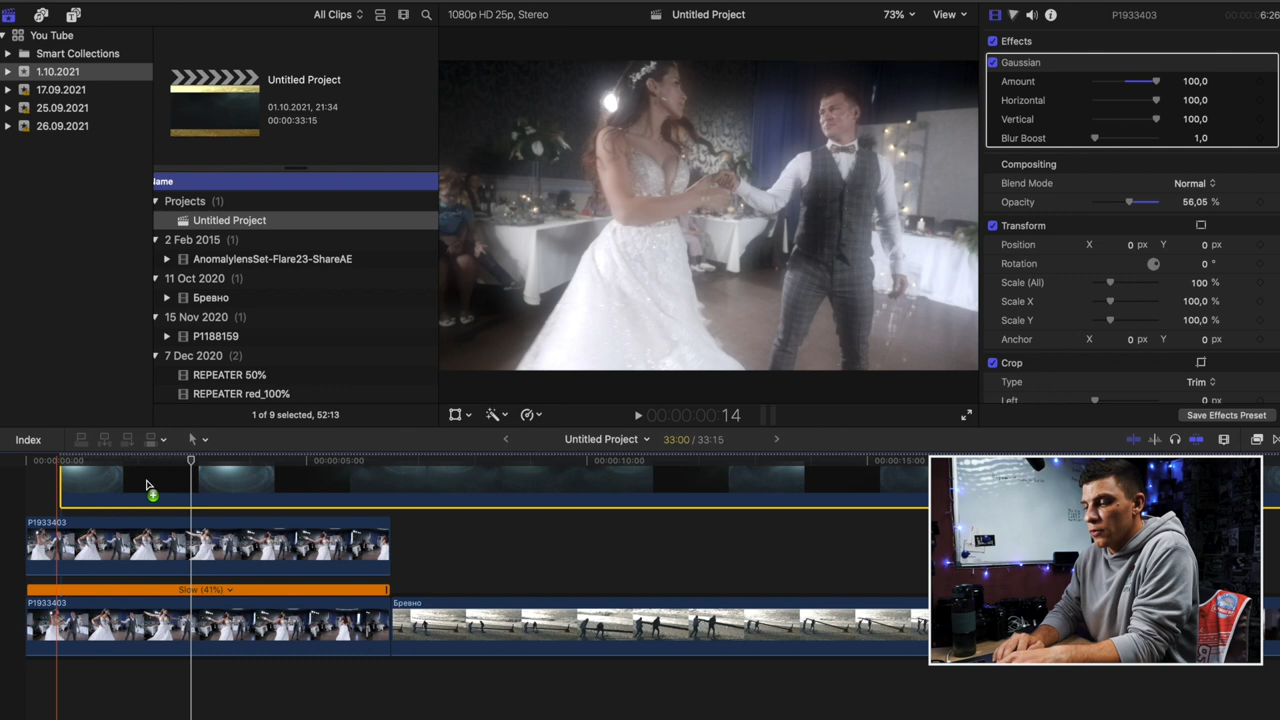 All Clips
1080p HD 25p, Stereo
Untitled Project
73%
View
P1933403
6:26
You Tube
Smart Collections
1.10.2021
17.09.2021
25.09.2021
26.09.2021
Untitled Project
01.10.2021, 21:34
00:00:33:15
Name
Projects (1)
Untitled Project
2 Feb 2015 (1)
AnomalylensSet-Flare23-ShareAE
11 Oct 2020 (1)
Бревно
15 Nov 2020 (1)
P1188159
7 Dec 2020 (2)
REPEATER 50%
REPEATER red_100%
1 of 9 selected, 52:13
00:00:00:14
Effects
Gaussian
Amount 100,0
Horizontal 100,0
Vertical 100,0
Blur Boost 1,0
Compositing
Blend Mode Normal
Opacity 56,05 %
Transform
Position X 0 px Y 0 px
Rotation 0 °
Scale (All) 100 %
Scale X 100,0 %
Scale Y 100,0 %
Anchor X 0 px Y 0 px
Crop
Type Trim
Left
Save Effects Preset
Index
Untitled Project
33:00 / 33:15
00:00:00:00
00:00:05:00
00:00:10:00
00:00:15:00
P1933403
Slow (41%)
P1933403
Бревно